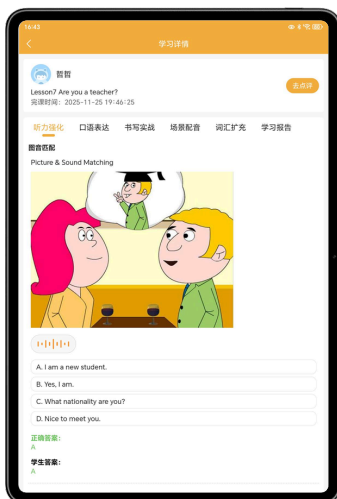 16:43
学习详情
哲哲
Lesson7 Are you a teacher?
完课时间：2025-11-25 19:46:25
去点评
听力强化 口语表达 书写实战 场景配音 词汇扩充 学习报告
图音匹配
Picture & Sound Matching
A. I am a new student.
B. Yes, I am.
C. What nationality are you?
D. Nice to meet you.
正确答案：
A
学生答案：
A